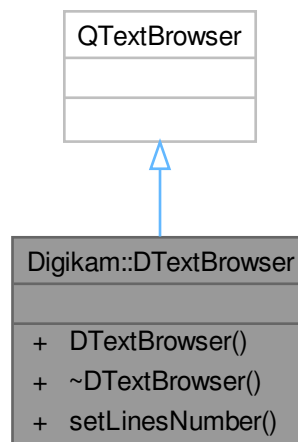 QTextBrowser
Digikam::DTextBrowser
+ DTextBrowser()
+ ~DTextBrowser()
+ setLinesNumber()